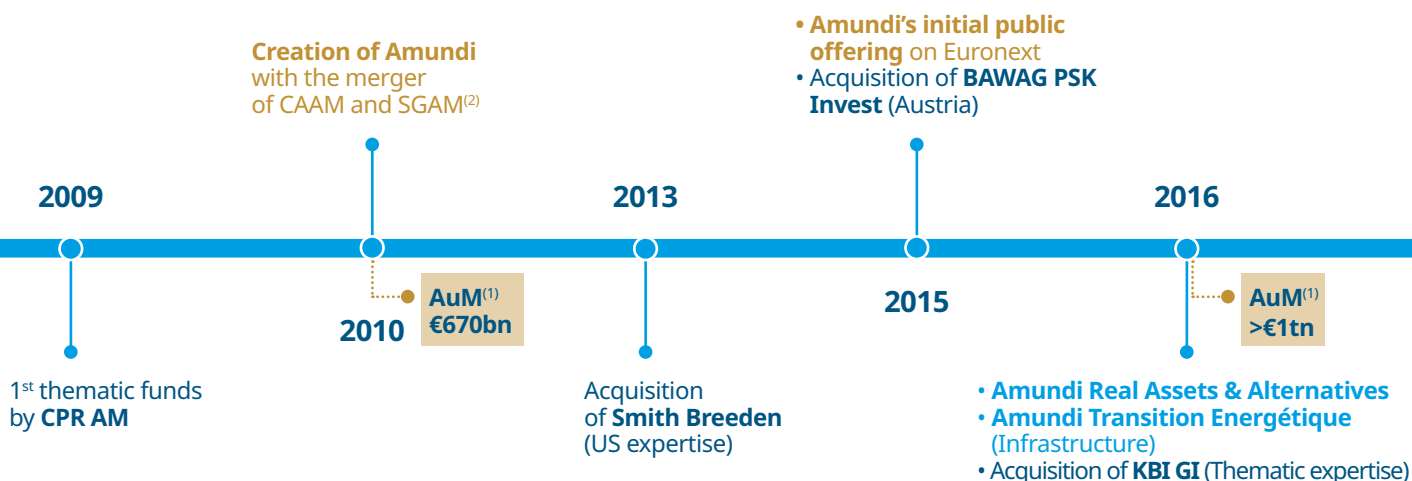 Creation of Amundi
with the merger
of CAAM and SGAM(2)
• Amundi's initial public
offering on Euronext
• Acquisition of BAWAG PSK
Invest (Austria)
2009
2013
2016
AuM(1)
€670bn
2010
2015
AuM(1)
>€1tn
1st thematic funds
by CPR AM
Acquisition
of Smith Breeden
(US expertise)
• Amundi Real Assets & Alternatives
• Amundi Transition Energétique
(Infrastructure)
• Acquisition of KBI GI (Thematic expertise)